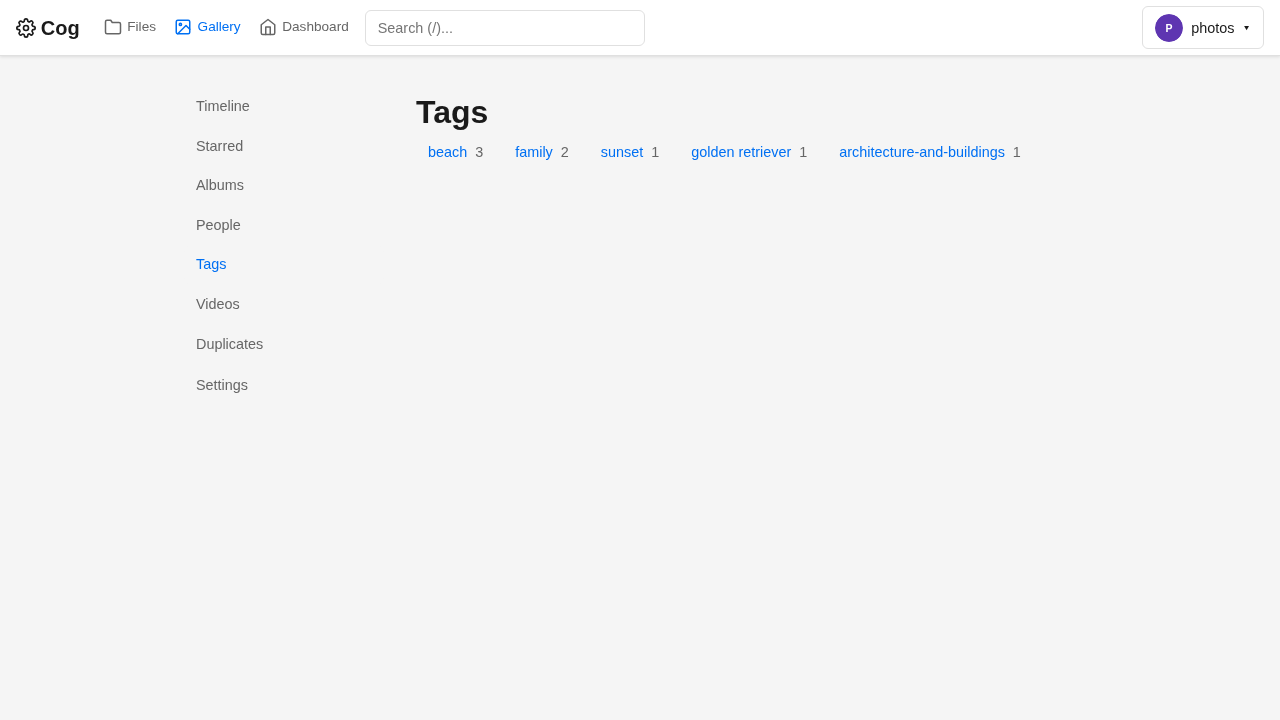 Cog Files Gallery Dashboard Search (/)... P photos
Timeline
Starred
Albums
People
Tags
Videos
Duplicates
Settings
Tags
beach 3 family 2 sunset 1 golden retriever 1 architecture-and-buildings 1